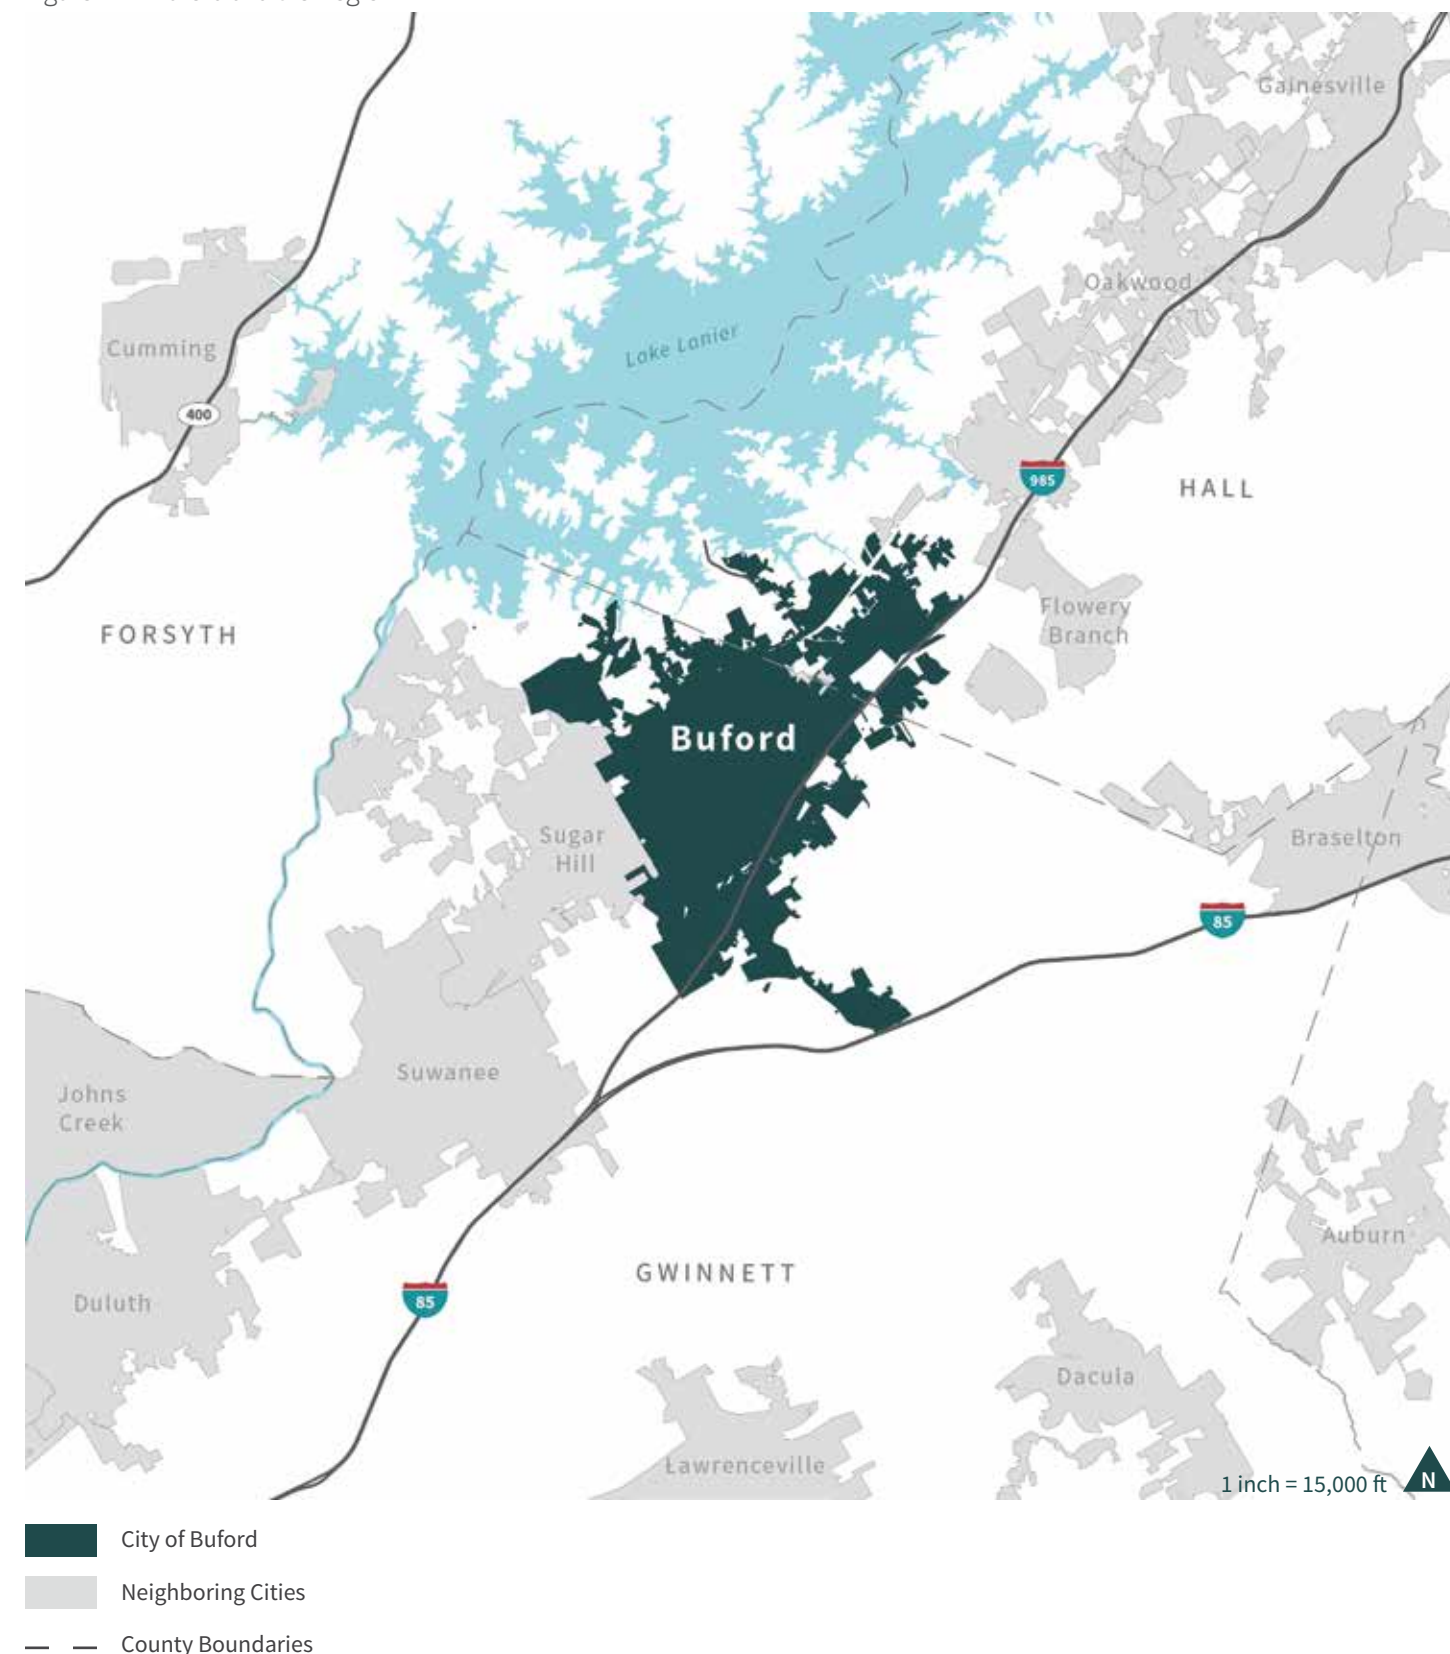 Gainesville
Oakwood
Lake Lanier
Cumming
400
985
HALL
FORSYTH
Flowery
Branch
Buford
Sugar
Hill
Braselton
85
Suwanee
Johns
Creek
Auburn
GWINNETT
Duluth
85
Dacula
Lawrenceville
1 inch = 15,000 ft
N
City of Buford
Neighboring Cities
County Boundaries